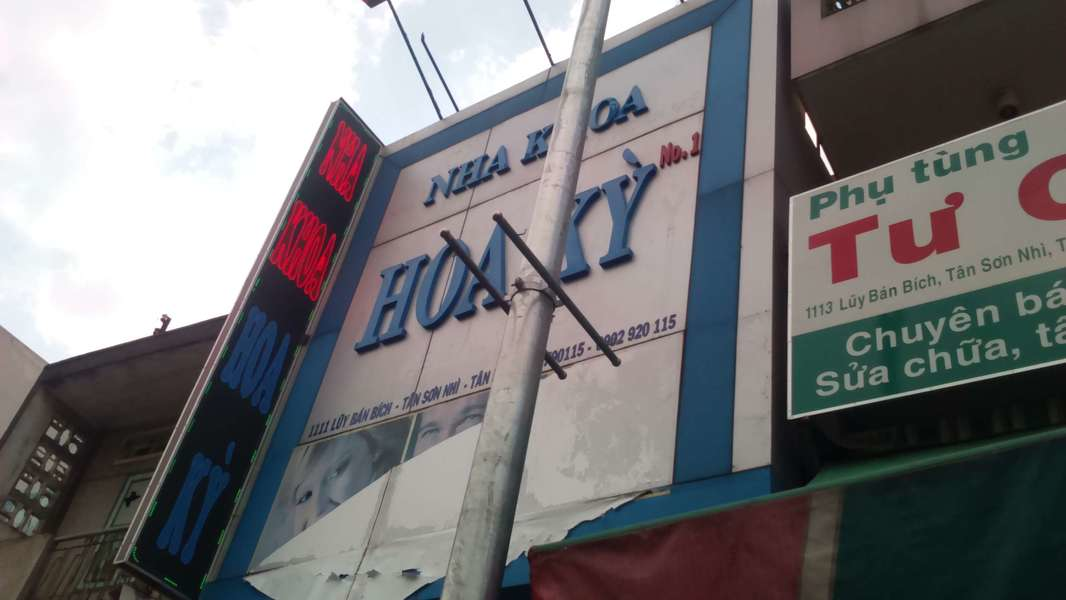 NHA
KHOA
HOA
KỲ
NHA KHOA
HOA KỲ No.1
1111 LŨY BÁN BÍCH - TÂN SƠN NHÌ - TÂN 0902 920 115
Phụ tùng
Tư
1113 Lũy Bán Bích, Tân Sơn Nhì,
Chuyên
Sửa chữa,